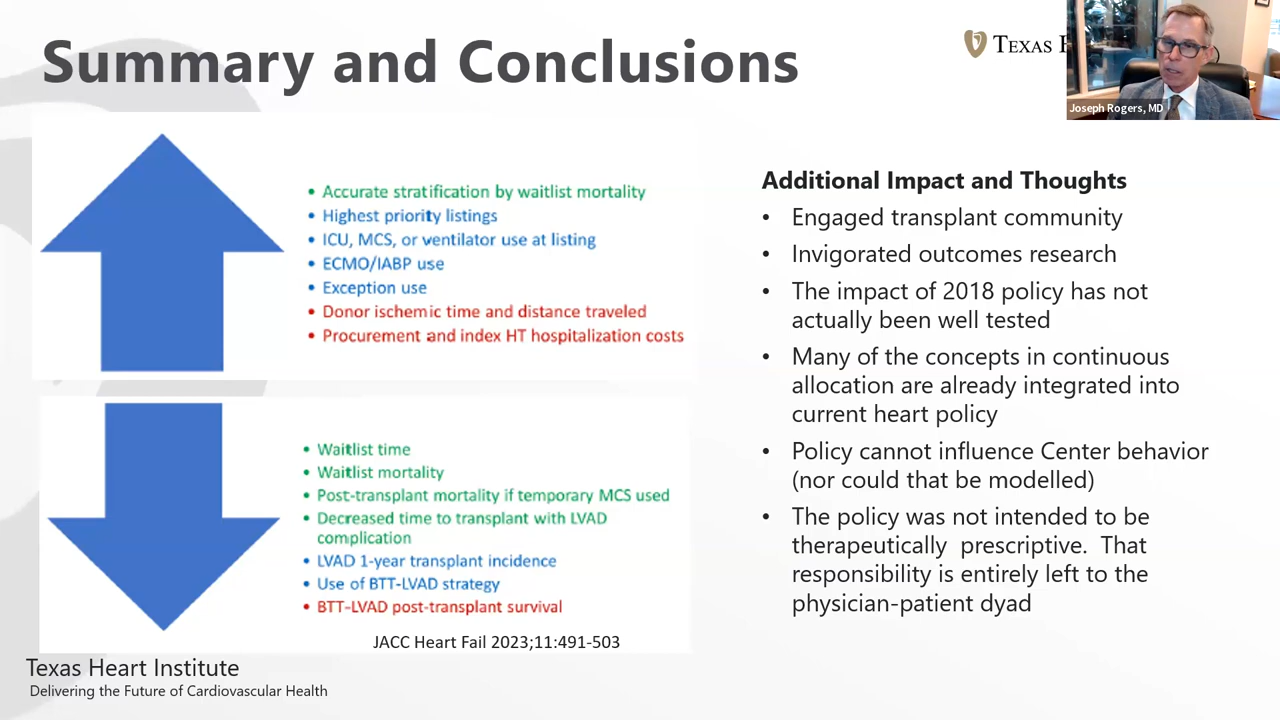 Summary and Conclusions
TEXAS
Joseph Rogers, MD
• Accurate stratification by waitlist mortality
• Highest priority listings
• ICU, MCS, or ventilator use at listing
• ECMO/IABP use
• Exception use
• Donor ischemic time and distance traveled
• Procurement and index HT hospitalization costs
• Waitlist time
• Waitlist mortality
• Post-transplant mortality if temporary MCS used
• Decreased time to transplant with LVAD
complication
• LVAD 1-year transplant incidence
• Use of BTT-LVAD strategy
• BTT-LVAD post-transplant survival
JACC Heart Fail 2023;11:491-503
Additional Impact and Thoughts
• Engaged transplant community
• Invigorated outcomes research
• The impact of 2018 policy has not
actually been well tested
• Many of the concepts in continuous
allocation are already integrated into
current heart policy
• Policy cannot influence Center behavior
(nor could that be modelled)
• The policy was not intended to be
therapeutically prescriptive. That
responsibility is entirely left to the
physician-patient dyad
Texas Heart Institute
Delivering the Future of Cardiovascular Health